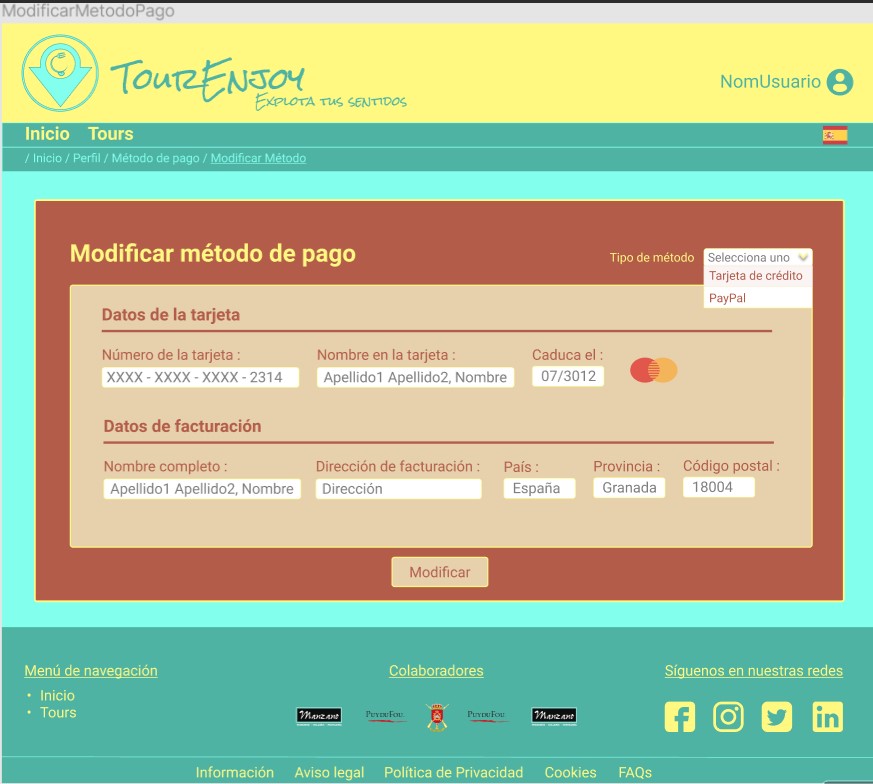 ModificarMetodoPago
TourEnjoy
Explota tus sentidos
NomUsuario
Inicio Tours
/ Inicio / Perfil / Método de pago / Modificar Método
Modificar método de pago
Tipo de método
Selecciona uno
Tarjeta de crédito
PayPal
Datos de la tarjeta
Número de la tarjeta : Nombre en la tarjeta : Caduca el :
XXXX - XXXX - XXXX - 2314 Apellido1 Apellido2, Nombre 07/3012
Datos de facturación
Nombre completo : Dirección de facturación : País : Provincia : Código postal :
Apellido1 Apellido2, Nombre Dirección España Granada 18004
Modificar
Menú de navegación Colaboradores Síguenos en nuestras redes
• Inicio
• Tours
Manzano PUYDUFOU PUYDUFOU Manzano
in
Información Aviso legal Política de Privacidad Cookies FAQs